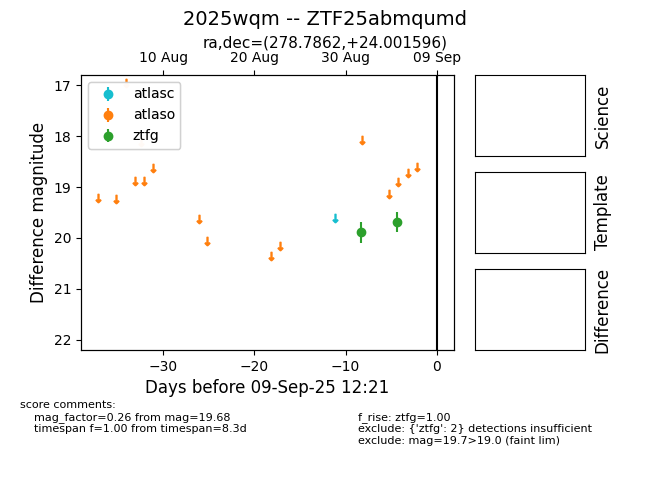 2025wqm -- ZTF25abmqumd
ra,dec=(278.7862,+24.001596)
10 Aug 20 Aug 30 Aug 09 Sep
atlasc
atlaso
ztfg
17
18
19
20
21
22
Difference magnitude
−30 −20 −10 0
Days before 09-Sep-25 12:21
Science
Template
Difference
score comments:
mag_factor=0.26 from mag=19.68
timespan f=1.00 from timespan=8.3d
f_rise: ztfg=1.00
exclude: {'ztfg': 2} detections insufficient
exclude: mag=19.7>19.0 (faint lim)